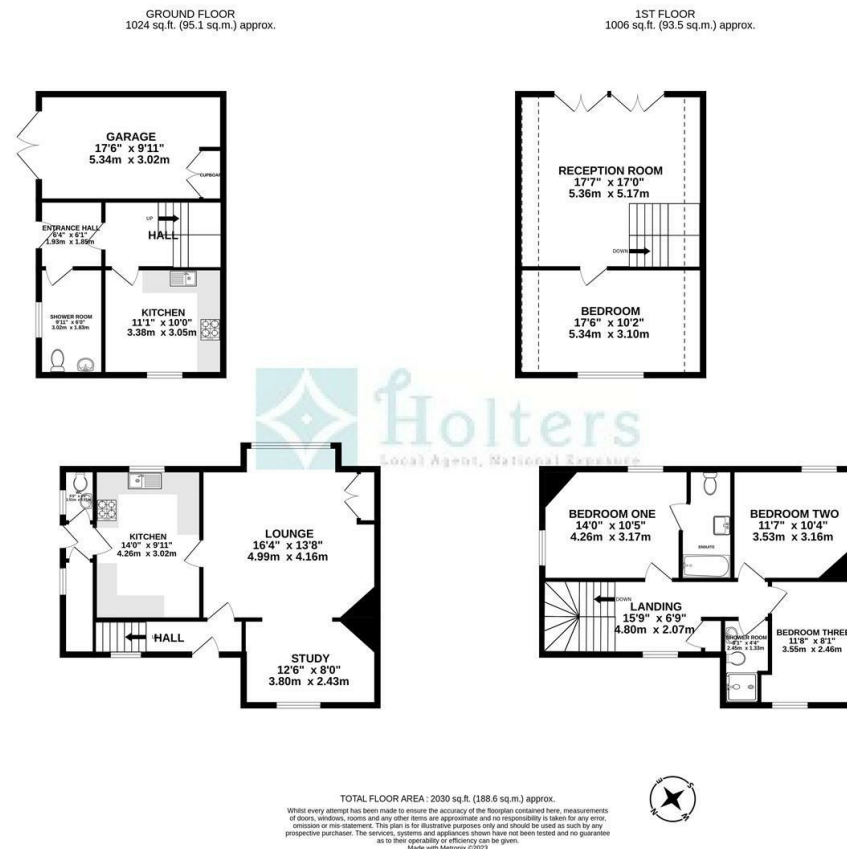 GROUND FLOOR
1024 sq.ft. (95.1 sq.m.) approx.
1ST FLOOR
1006 sq.ft. (93.5 sq.m.) approx.
GARAGE
17'6" x 9'11"
5.34m x 3.02m
CUPBOARD
ENTRANCE HALL
6'4" x 6'1"
1.93m x 1.85m
UP
HALL
SHOWER ROOM
9'11" x 6'0"
3.02m x 1.83m
KITCHEN
11'1" x 10'0"
3.38m x 3.05m
RECEPTION ROOM
17'7" x 17'0"
5.36m x 5.17m
DOWN
BEDROOM
17'6" x 10'2"
5.34m x 3.10m
Holters
Local Agent, National Exposure
KITCHEN
14'0" x 9'11"
4.26m x 3.02m
LOUNGE
16'4" x 13'8"
4.99m x 4.16m
HALL
STUDY
12'6" x 8'0"
3.80m x 2.43m
BEDROOM ONE
14'0" x 10'5"
4.26m x 3.17m
ENSUITE
BEDROOM TWO
11'7" x 10'4"
3.53m x 3.16m
DOWN
LANDING
15'9" x 6'9"
4.80m x 2.07m
SHOWER ROOM
8'1" x 4'4"
2.45m x 1.33m
BEDROOM THREE
11'8" x 8'1"
3.55m x 2.46m
TOTAL FLOOR AREA : 2030 sq.ft. (188.6 sq.m.) approx.
Whilst every attempt has been made to ensure the accuracy of the floorplan contained here, measurements
of doors, windows, rooms and any other items are approximate and no responsibility is taken for any error,
omission or mis-statement. This plan is for illustrative purposes only and should be used as such by any
prospective purchaser. The services, systems and appliances shown have not been tested and no guarantee
as to their operability or efficiency can be given.
Made with Metropix ©2023
N
E
S
W